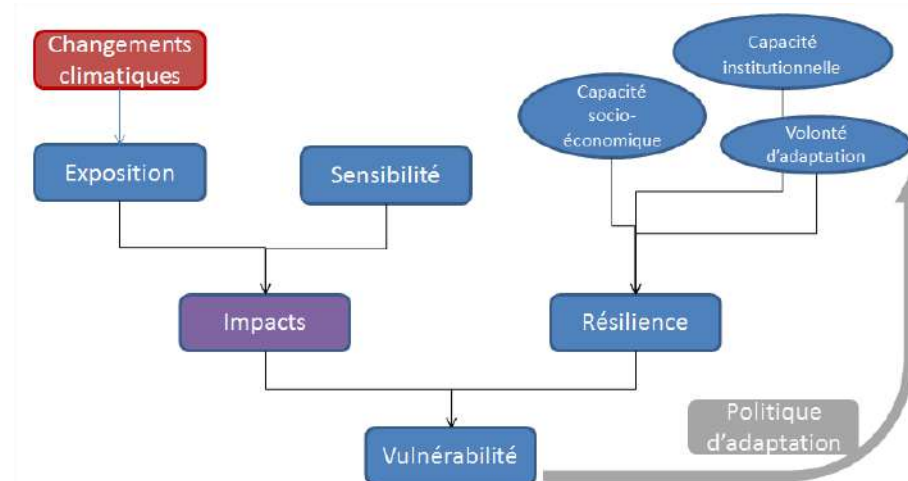 Changements
climatiques
Capacité
institutionnelle
Capacité
socio-
économique
Volonté
d'adaptation
Exposition
Sensibilité
Impacts
Résilience
Politique
d'adaptation
Vulnérabilité